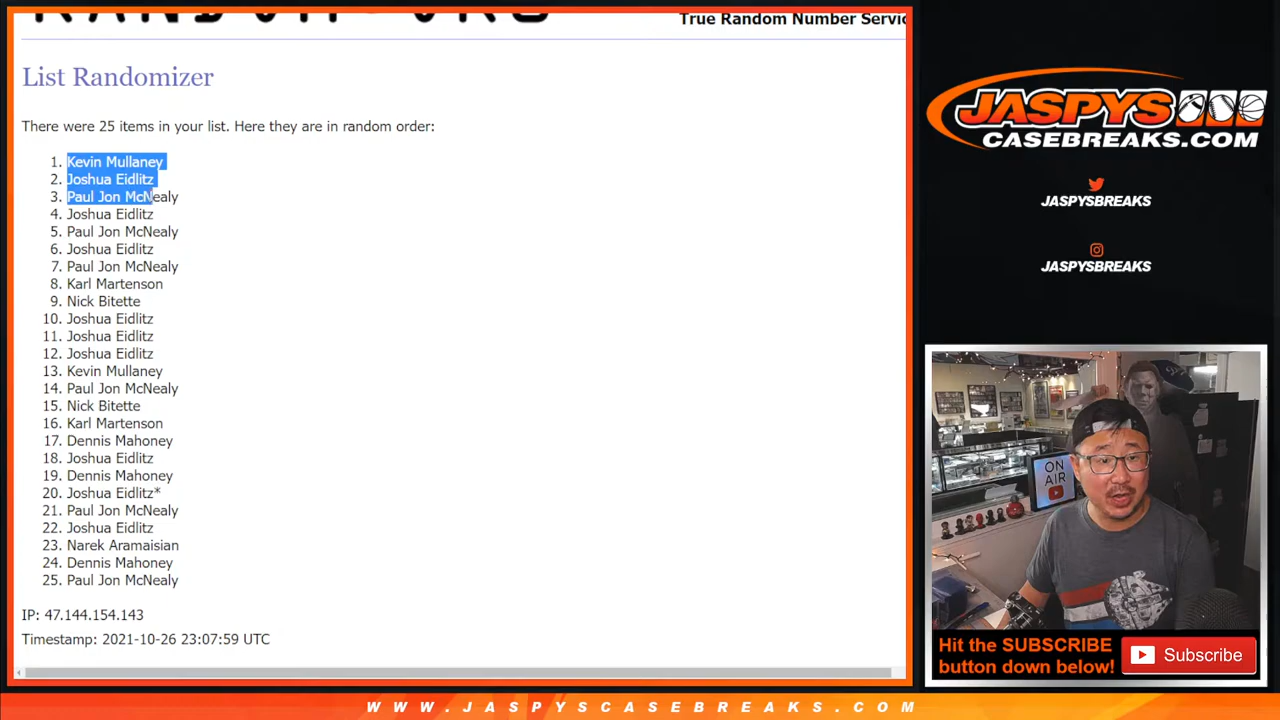 True Random Number Servic
List Randomizer
There were 25 items in your list. Here they are in random order:
1. Kevin Mullaney
2. Joshua Eidlitz
3. Paul Jon McNealy
4. Joshua Eidlitz
5. Paul Jon McNealy
6. Joshua Eidlitz
7. Paul Jon McNealy
8. Karl Martenson
9. Nick Bitette
10. Joshua Eidlitz
11. Joshua Eidlitz
12. Joshua Eidlitz
13. Kevin Mullaney
14. Paul Jon McNealy
15. Nick Bitette
16. Karl Martenson
17. Dennis Mahoney
18. Joshua Eidlitz
19. Dennis Mahoney
20. Joshua Eidlitz*
21. Paul Jon McNealy
22. Joshua Eidlitz
23. Narek Aramaisian
24. Dennis Mahoney
25. Paul Jon McNealy
IP: 47.144.154.143
Timestamp: 2021-10-26 23:07:59 UTC
JASPYS
CASEBREAKS.COM
JASPYSBREAKS
JASPYSBREAKS
ON
AIR
Hit the SUBSCRIBE
button down below!
Subscribe
WWW.JASPYSCASEBREAKS.COM